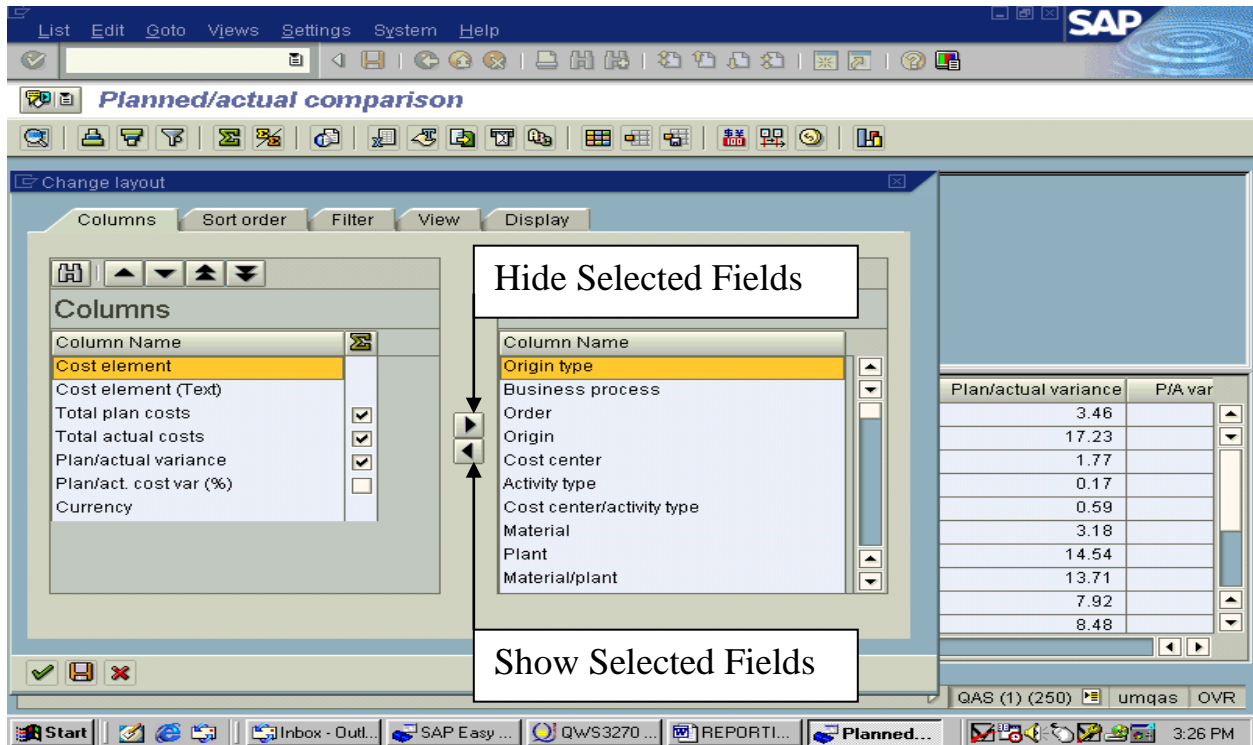 List Edit Goto Views Settings System Help
SAP
Planned/actual comparison
Change layout
Columns Sort order Filter View Display
Hide Selected Fields
Columns
Column Name
Cost element
Cost element (Text)
Total plan costs
Total actual costs
Plan/actual variance
Plan/act. cost var (%)
Currency
Column Name
Origin type
Business process
Order
Origin
Cost center
Activity type
Cost center/activity type
Material
Plant
Material/plant
Show Selected Fields
Plan/actual variance P/A var
3.46
17.23
1.77
0.17
0.59
3.18
14.54
13.71
7.92
8.48
QAS (1) (250) umqas OVR
Start Inbox - Outl... SAP Easy ... QWS3270 ... REPORTI... Planned... 3:26 PM